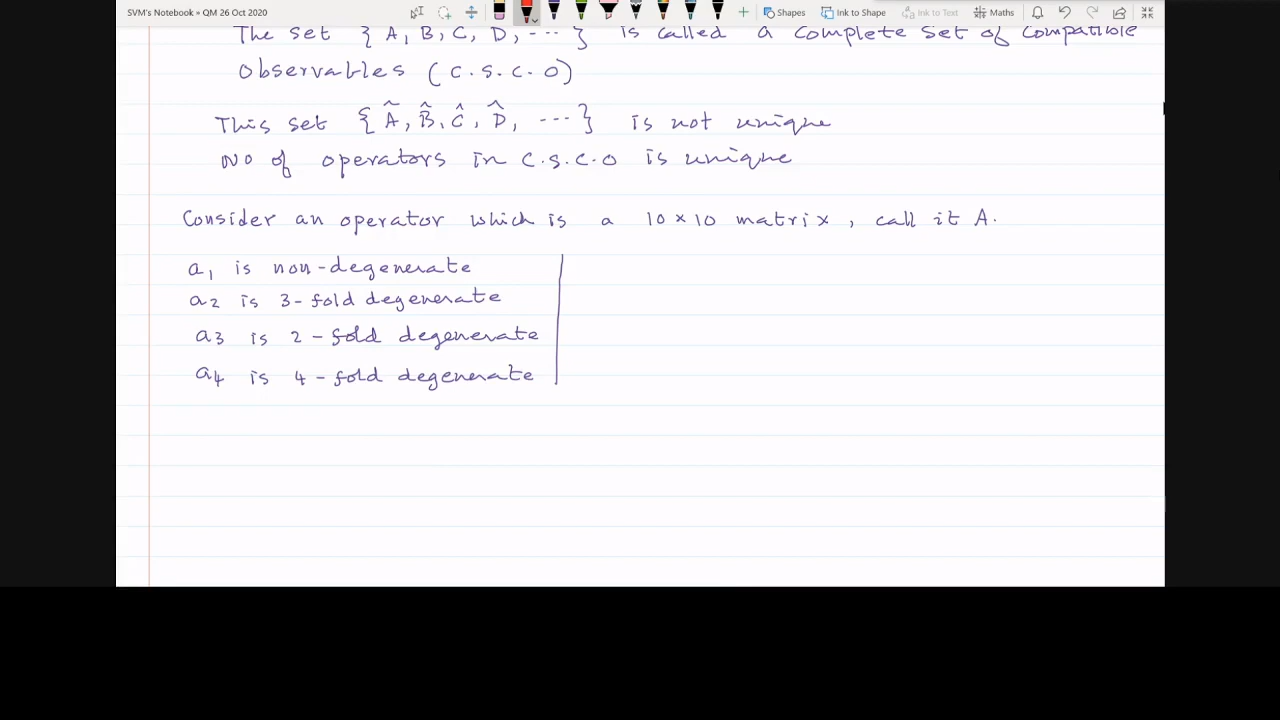 SVM's Notebook » QM 26 Oct 2020
Shapes Ink to Shape Ink to Text Maths
The set { A, B, C, D, --- } is called a complete set of compatible
observables (c.s.c.o)
This set { Ã, B̂, Ĉ, D̂, --- } is not unique
No of operators in c.s.c.o is unique
Consider an operator which is a 10 × 10 matrix, call it A.
a1 is non-degenerate
a2 is 3-fold degenerate
a3 is 2-fold degenerate
a4 is 4-fold degenerate